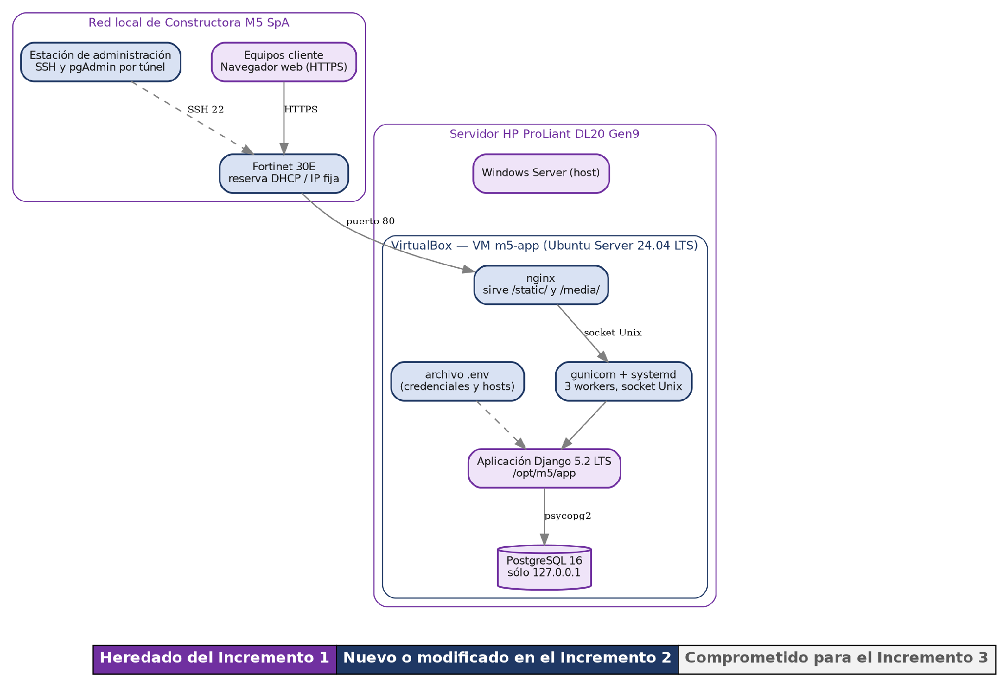 Red local de Constructora M5 SpA
Estación de administración
SSH y pgAdmin por túnel
Equipos cliente
Navegador web (HTTPS)
SSH 22
HTTPS
Fortinet 30E
reserva DHCP / IP fija
Servidor HP ProLiant DL20 Gen9
Windows Server (host)
puerto 80
VirtualBox — VM m5-app (Ubuntu Server 24.04 LTS)
nginx
sirve /static/ y /media/
socket Unix
archivo .env
(credenciales y hosts)
gunicorn + systemd
3 workers, socket Unix
Aplicación Django 5.2 LTS
/opt/m5/app
psycopg2
PostgreSQL 16
sólo 127.0.0.1
Heredado del Incremento 1
Nuevo o modificado en el Incremento 2
Comprometido para el Incremento 3